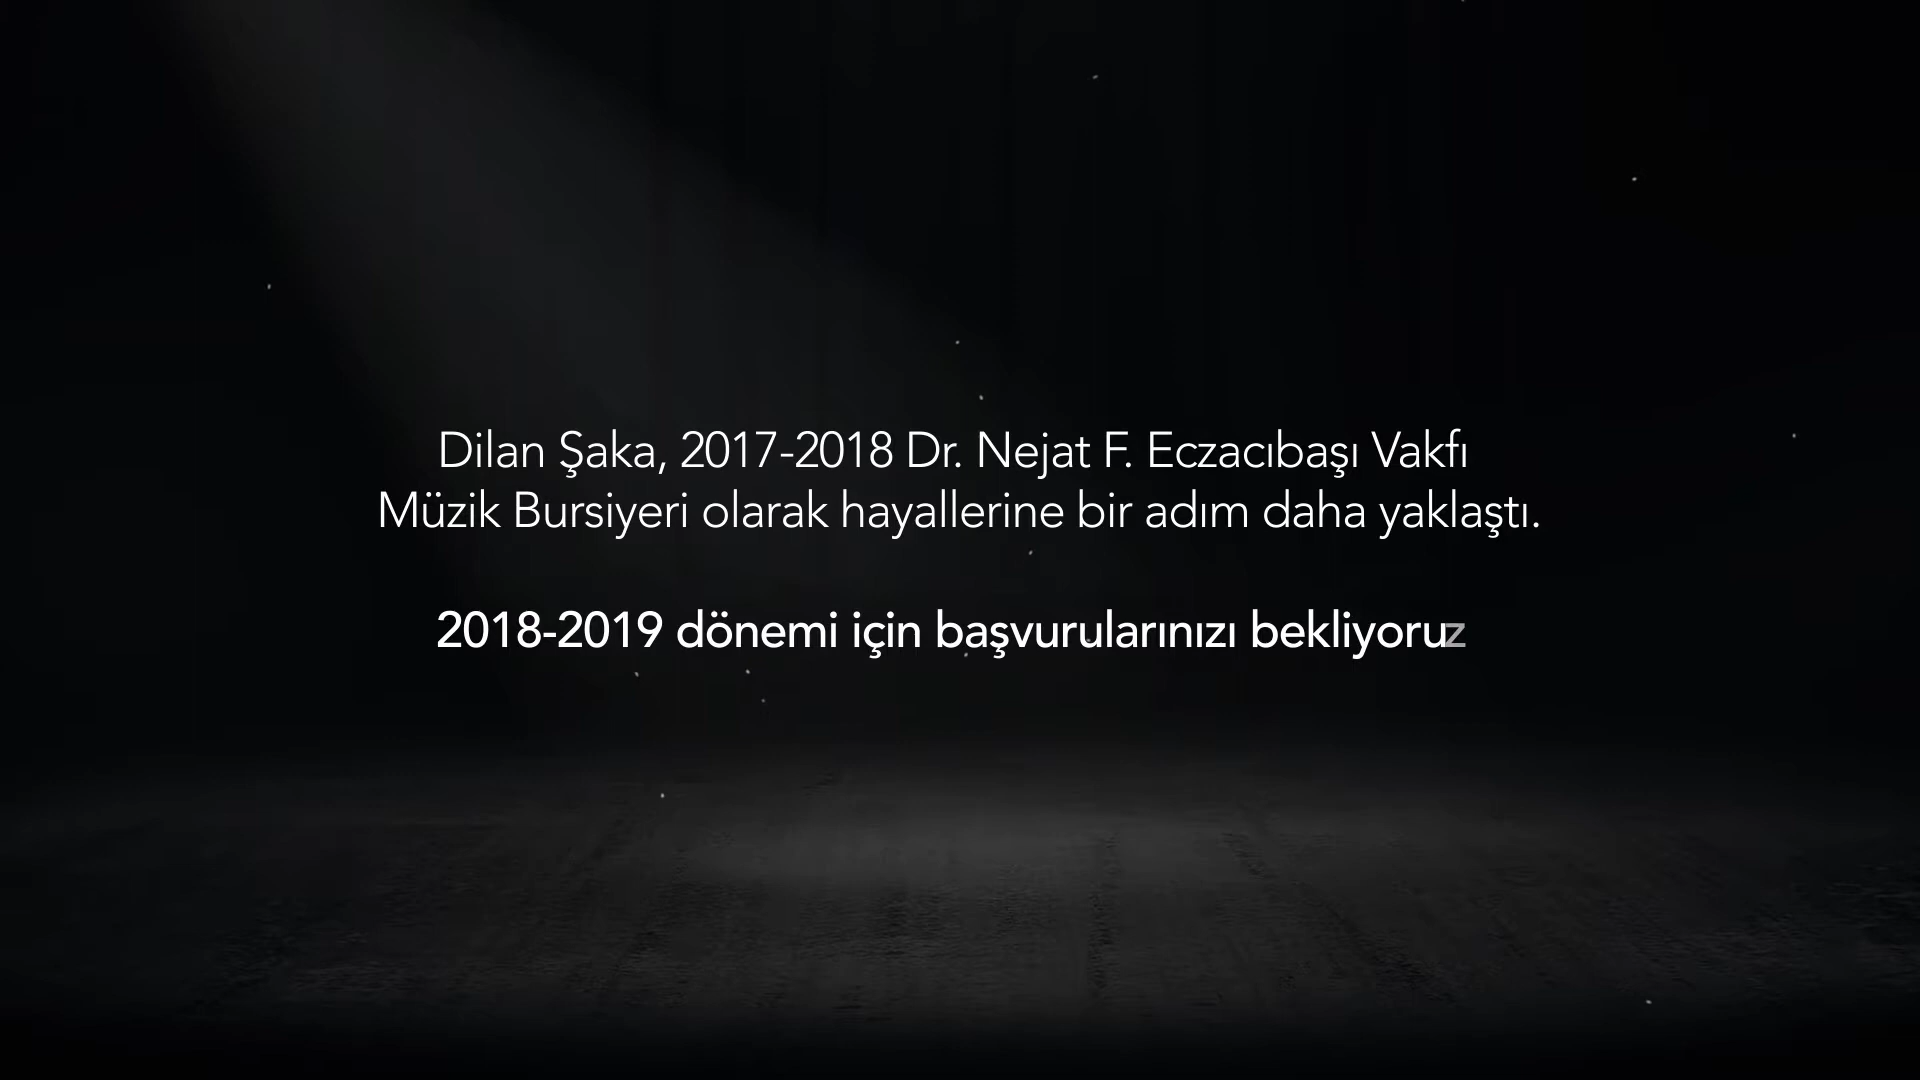 Dilan Şaka, 2017-2018 Dr. Nejat F. Eczacıbaşı Vakfı
Müzik Bursiyeri olarak hayallerine bir adım daha yaklaştı.
2018-2019 dönemi için başvurularınızı bekliyoruz